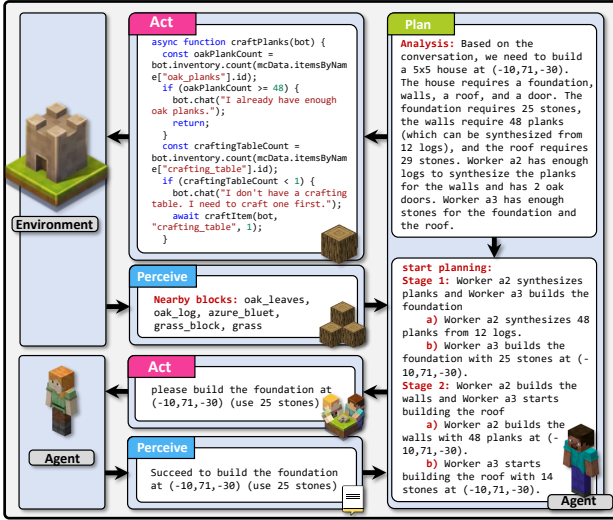 Act
async function craftPlanks(bot) {
const oakPlankCount =
bot.inventory.count(mcData.itemsByNa
me["oak_planks"].id);
if (oakPlankCount >= 48) {
bot.chat("I already have enough
oak planks.");
return;
}
const craftingTableCount =
bot.inventory.count(mcData.itemsByNa
me["crafting_table"].id);
if (craftingTableCount < 1) {
bot.chat("I don't have a crafting
table. I need to craft one first.");
await craftItem(bot,
"crafting_table", 1);
}
Plan
Analysis: Based on the
conversation, we need to build
a 5x5 house at (-10,71,-30).
The house requires a foundation,
walls, a roof, and a door. The
foundation requires 25 stones,
the walls require 48 planks
(which can be synthesized from
12 logs), and the roof requires
29 stones. Worker a2 has enough
logs to synthesize the planks
for the walls and has 2 oak
doors. Worker a3 has enough
stones for the foundation and
the roof.
Environment
Perceive
Nearby blocks: oak_leaves,
oak_log, azure_bluet,
grass_block, grass
start planning:
Stage 1: Worker a2 synthesizes
planks and Worker a3 builds the
foundation
a) Worker a2 synthesizes 48
planks from 12 logs.
b) Worker a3 builds the
foundation with 25 stones at (-
10,71,-30).
Stage 2: Worker a2 builds the
walls and Worker a3 starts
building the roof
a) Worker a2 builds the
walls with 48 planks at (-
10,71,-30).
b) Worker a3 starts
building the roof with 14
stones at (-10,71,-30).
Agent
Act
please build the foundation at
(-10,71,-30) (use 25 stones)
Agent
Perceive
Succeed to build the foundation
at (-10,71,-30) (use 25 stones)